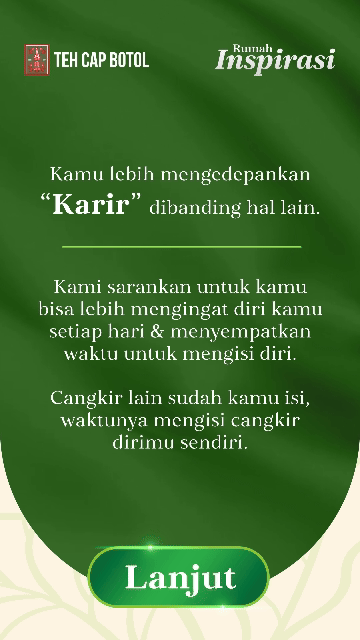 TEH CAP BOTOL
Rumah
Inspirasi
Kamu lebih mengedepankan
“Karir” dibanding hal lain.
Kami sarankan untuk kamu
bisa lebih mengingat diri kamu
setiap hari & menyempatkan
waktu untuk mengisi diri.
Cangkir lain sudah kamu isi,
waktunya mengisi cangkir
dirimu sendiri.
Lanjut